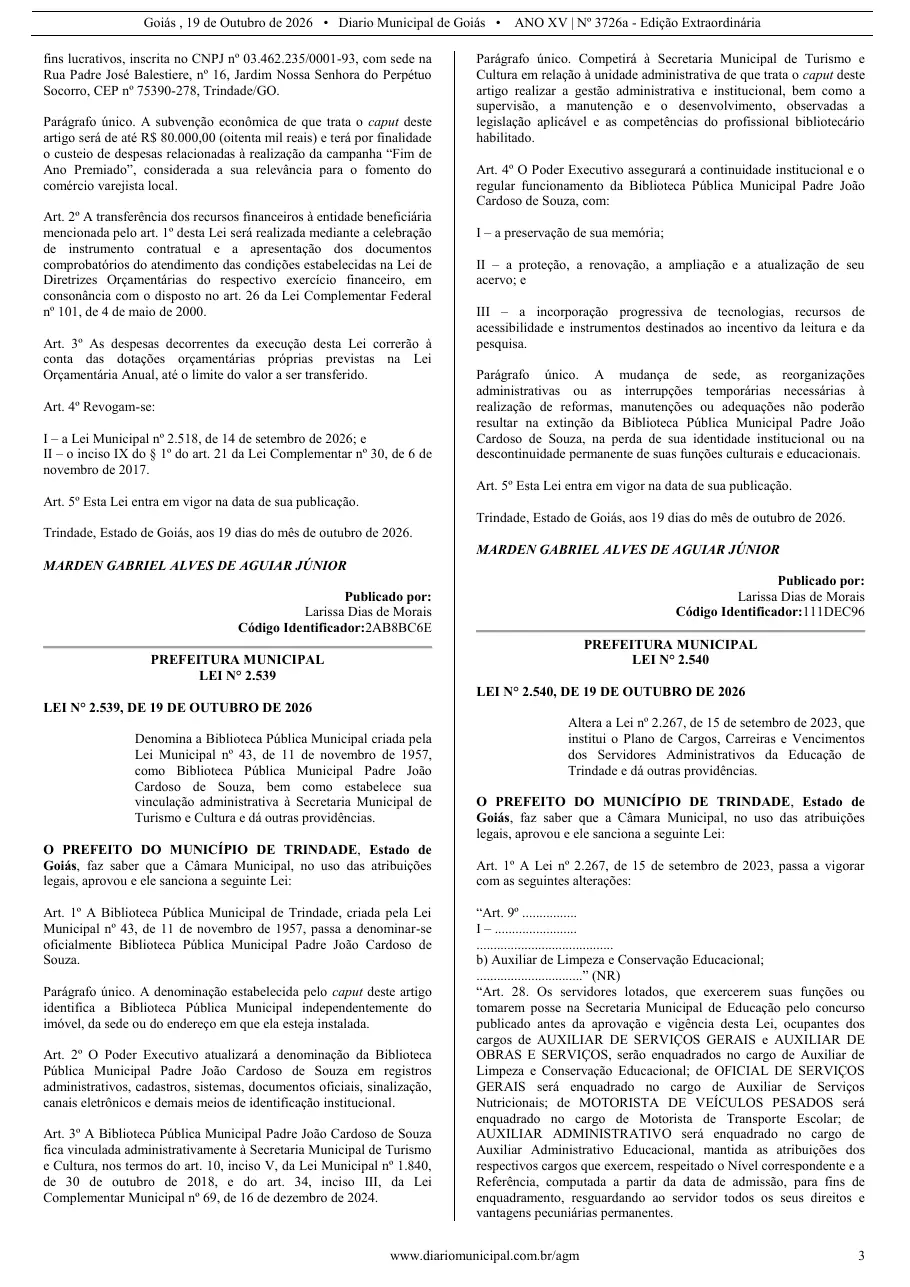 Goiás , 19 de Outubro de 2026 • Diario Municipal de Goiás • ANO XV | Nº 3726a - Edição Extraordinária
fins lucrativos, inscrita no CNPJ nº 03.462.235/0001-93, com sede na
Rua Padre José Balestiere, nº 16, Jardim Nossa Senhora do Perpétuo
Socorro, CEP nº 75390-278, Trindade/GO.
Parágrafo único. A subvenção econômica de que trata o caput deste
artigo será de até R$ 80.000,00 (oitenta mil reais) e terá por finalidade
o custeio de despesas relacionadas à realização da campanha “Fim de
Ano Premiado”, considerada a sua relevância para o fomento do
comércio varejista local.
Art. 2º A transferência dos recursos financeiros à entidade beneficiária
mencionada pelo art. 1º desta Lei será realizada mediante a celebração
de instrumento contratual e a apresentação dos documentos
comprobatórios do atendimento das condições estabelecidas na Lei de
Diretrizes Orçamentárias do respectivo exercício financeiro, em
consonância com o disposto no art. 26 da Lei Complementar Federal
nº 101, de 4 de maio de 2000.
Art. 3º As despesas decorrentes da execução desta Lei correrão à
conta das dotações orçamentárias próprias previstas na Lei
Orçamentária Anual, até o limite do valor a ser transferido.
Art. 4º Revogam-se:
I – a Lei Municipal nº 2.518, de 14 de setembro de 2026; e
II – o inciso IX do § 1º do art. 21 da Lei Complementar nº 30, de 6 de
novembro de 2017.
Art. 5º Esta Lei entra em vigor na data de sua publicação.
Trindade, Estado de Goiás, aos 19 dias do mês de outubro de 2026.
MARDEN GABRIEL ALVES DE AGUIAR JÚNIOR
Publicado por:
Larissa Dias de Morais
Código Identificador:2AB8BC6E
PREFEITURA MUNICIPAL
LEI N° 2.539
LEI N° 2.539, DE 19 DE OUTUBRO DE 2026
Denomina a Biblioteca Pública Municipal criada pela
Lei Municipal nº 43, de 11 de novembro de 1957,
como Biblioteca Pública Municipal Padre João
Cardoso de Souza, bem como estabelece sua
vinculação administrativa à Secretaria Municipal de
Turismo e Cultura e dá outras providências.
O PREFEITO DO MUNICÍPIO DE TRINDADE, Estado de
Goiás, faz saber que a Câmara Municipal, no uso das atribuições
legais, aprovou e ele sanciona a seguinte Lei:
Art. 1º A Biblioteca Pública Municipal de Trindade, criada pela Lei
Municipal nº 43, de 11 de novembro de 1957, passa a denominar-se
oficialmente Biblioteca Pública Municipal Padre João Cardoso de
Souza.
Parágrafo único. A denominação estabelecida pelo caput deste artigo
identifica a Biblioteca Pública Municipal independentemente do
imóvel, da sede ou do endereço em que ela esteja instalada.
Art. 2º O Poder Executivo atualizará a denominação da Biblioteca
Pública Municipal Padre João Cardoso de Souza em registros
administrativos, cadastros, sistemas, documentos oficiais, sinalização,
canais eletrônicos e demais meios de identificação institucional.
Art. 3º A Biblioteca Pública Municipal Padre João Cardoso de Souza
fica vinculada administrativamente à Secretaria Municipal de Turismo
e Cultura, nos termos do art. 10, inciso V, da Lei Municipal nº 1.840,
de 30 de outubro de 2018, e do art. 34, inciso III, da Lei
Complementar Municipal nº 69, de 16 de dezembro de 2024.
Parágrafo único. Competirá à Secretaria Municipal de Turismo e
Cultura em relação à unidade administrativa de que trata o caput deste
artigo realizar a gestão administrativa e institucional, bem como a
supervisão, a manutenção e o desenvolvimento, observadas a
legislação aplicável e as competências do profissional bibliotecário
habilitado.
Art. 4º O Poder Executivo assegurará a continuidade institucional e o
regular funcionamento da Biblioteca Pública Municipal Padre João
Cardoso de Souza, com:
I – a preservação de sua memória;
II – a proteção, a renovação, a ampliação e a atualização de seu
acervo; e
III – a incorporação progressiva de tecnologias, recursos de
acessibilidade e instrumentos destinados ao incentivo da leitura e da
pesquisa.
Parágrafo único. A mudança de sede, as reorganizações
administrativas ou as interrupções temporárias necessárias à
realização de reformas, manutenções ou adequações não poderão
resultar na extinção da Biblioteca Pública Municipal Padre João
Cardoso de Souza, na perda de sua identidade institucional ou na
descontinuidade permanente de suas funções culturais e educacionais.
Art. 5º Esta Lei entra em vigor na data de sua publicação.
Trindade, Estado de Goiás, aos 19 dias do mês de outubro de 2026.
MARDEN GABRIEL ALVES DE AGUIAR JÚNIOR
Publicado por:
Larissa Dias de Morais
Código Identificador:111DEC96
PREFEITURA MUNICIPAL
LEI N° 2.540
LEI N° 2.540, DE 19 DE OUTUBRO DE 2026
Altera a Lei nº 2.267, de 15 de setembro de 2023, que
institui o Plano de Cargos, Carreiras e Vencimentos
dos Servidores Administrativos da Educação de
Trindade e dá outras providências.
O PREFEITO DO MUNICÍPIO DE TRINDADE, Estado de
Goiás, faz saber que a Câmara Municipal, no uso das atribuições
legais, aprovou e ele sanciona a seguinte Lei:
Art. 1º A Lei nº 2.267, de 15 de setembro de 2023, passa a vigorar
com as seguintes alterações:
“Art. 9º ................
I – ........................
........................................
b) Auxiliar de Limpeza e Conservação Educacional;
...............................” (NR)
“Art. 28. Os servidores lotados, que exercerem suas funções ou
tomarem posse na Secretaria Municipal de Educação pelo concurso
publicado antes da aprovação e vigência desta Lei, ocupantes dos
cargos de AUXILIAR DE SERVIÇOS GERAIS e AUXILIAR DE
OBRAS E SERVIÇOS, serão enquadrados no cargo de Auxiliar de
Limpeza e Conservação Educacional; de OFICIAL DE SERVIÇOS
GERAIS será enquadrado no cargo de Auxiliar de Serviços
Nutricionais; de MOTORISTA DE VEÍCULOS PESADOS será
enquadrado no cargo de Motorista de Transporte Escolar; de
AUXILIAR ADMINISTRATIVO será enquadrado no cargo de
Auxiliar Administrativo Educacional, mantida as atribuições dos
respectivos cargos que exercem, respeitado o Nível correspondente e a
Referência, computada a partir da data de admissão, para fins de
enquadramento, resguardando ao servidor todos os seus direitos e
vantagens pecuniárias permanentes.
www.diariomunicipal.com.br/agm 3